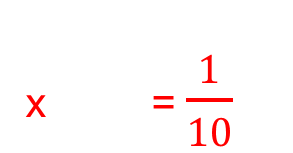 x = 1/10